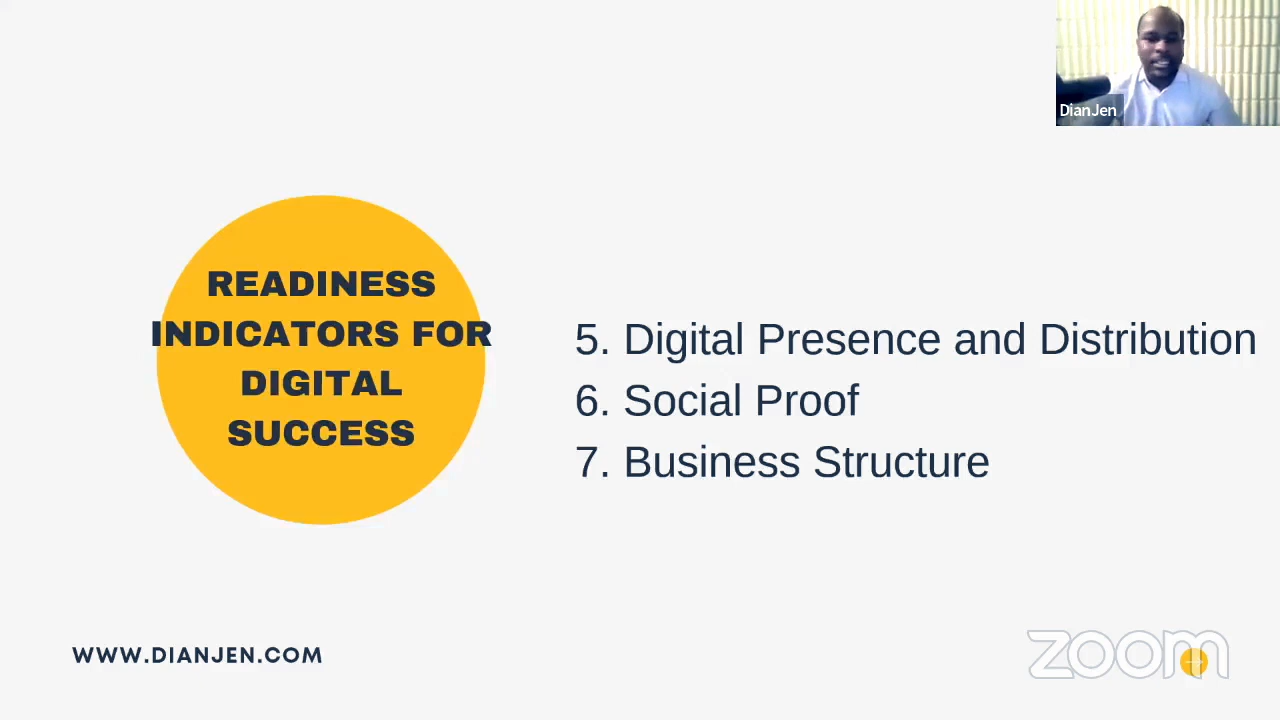 DianJen
READINESS
INDICATORS FOR
DIGITAL
SUCCESS
5. Digital Presence and Distribution
6. Social Proof
7. Business Structure
WWW.DIANJEN.COM
zoom